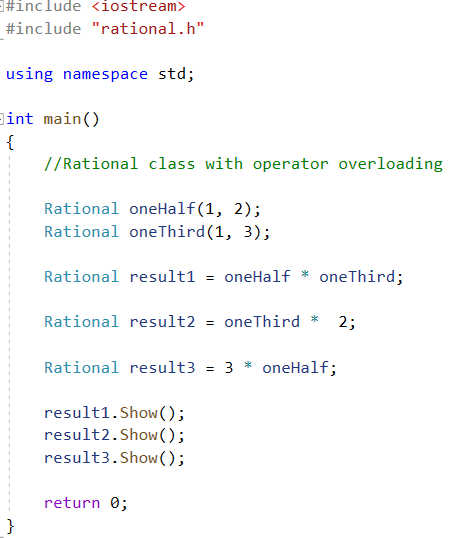 #include <iostream>
#include "rational.h"
using namespace std;
int main()
{
//Rational class with operator overloading
Rational oneHalf(1, 2);
Rational oneThird(1, 3);
Rational result1 = oneHalf * oneThird;
Rational result2 = oneThird *  2;
Rational result3 = 3 * oneHalf;
result1.Show();
result2.Show();
result3.Show();
return 0;
}